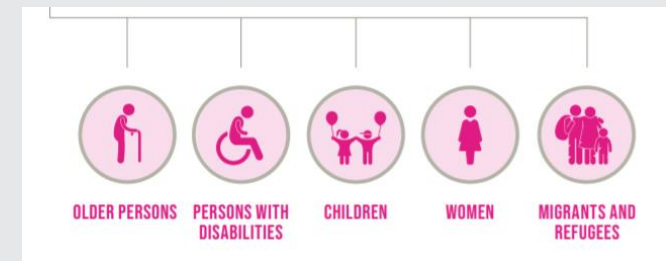 OLDER PERSONS
PERSONS WITH
DISABILITIES
CHILDREN
WOMEN
MIGRANTS AND
REFUGEES